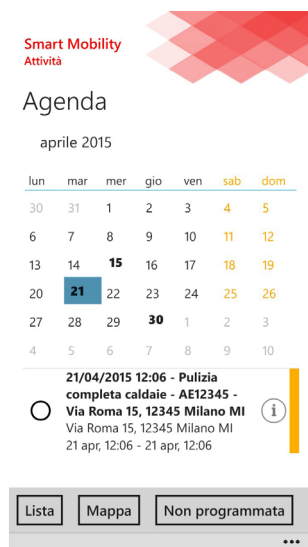 Smart Mobility
Attività
Agenda
aprile 2015
lun mar mer gio ven sab dom
30 31 1 2 3 4 5
6 7 8 9 10 11 12
13 14 15 16 17 18 19
20 21 22 23 24 25 26
27 28 29 30 1 2 3
4 5 6 7 8 9 10
21/04/2015 12:06 - Pulizia
completa caldaie - AE12345 -
Via Roma 15, 12345 Milano MI
Via Roma 15, 12345 Milano MI
21 apr, 12:06 - 21 apr, 12:06
i
Lista Mappa Non programmata
...